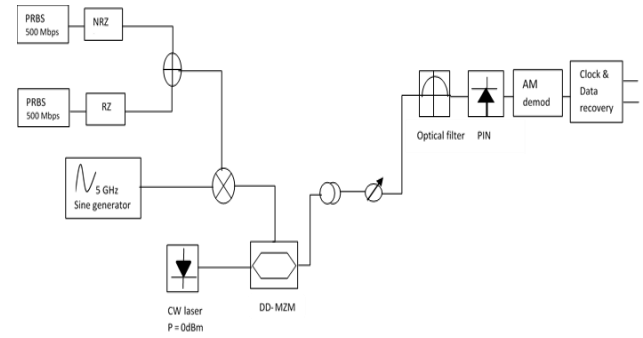 PRBS
500 Mbps
NRZ
PRBS
500 Mbps
RZ
5 GHz
Sine generator
CW laser
P = 0dBm
DD- MZM
Optical filter
PIN
AM
demod
Clock &
Data
recovery